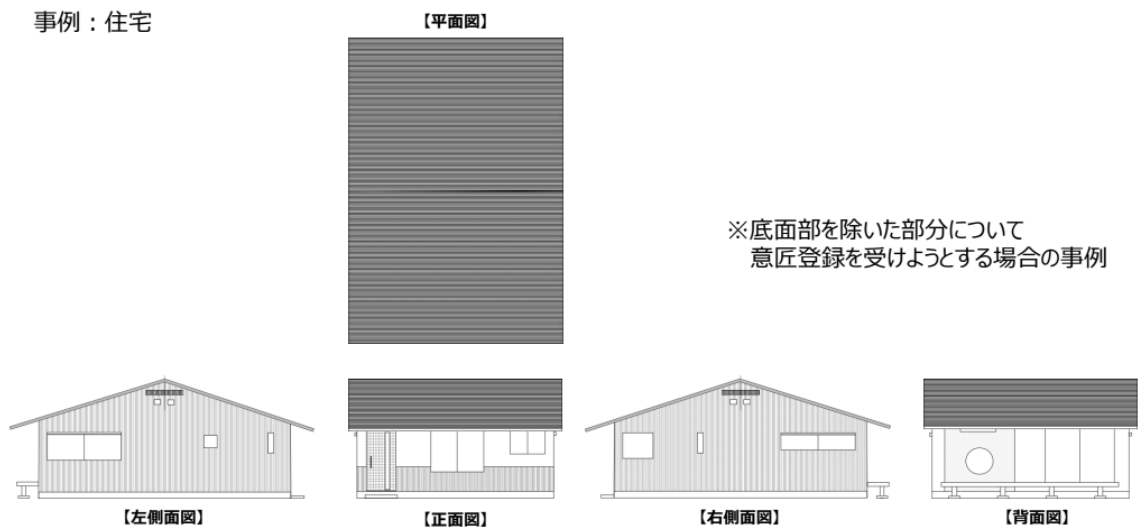 事例：住宅
【平面図】
※底面部を除いた部分について
意匠登録を受けようとする場合の事例
【左側面図】
【正面図】
【右側面図】
【背面図】